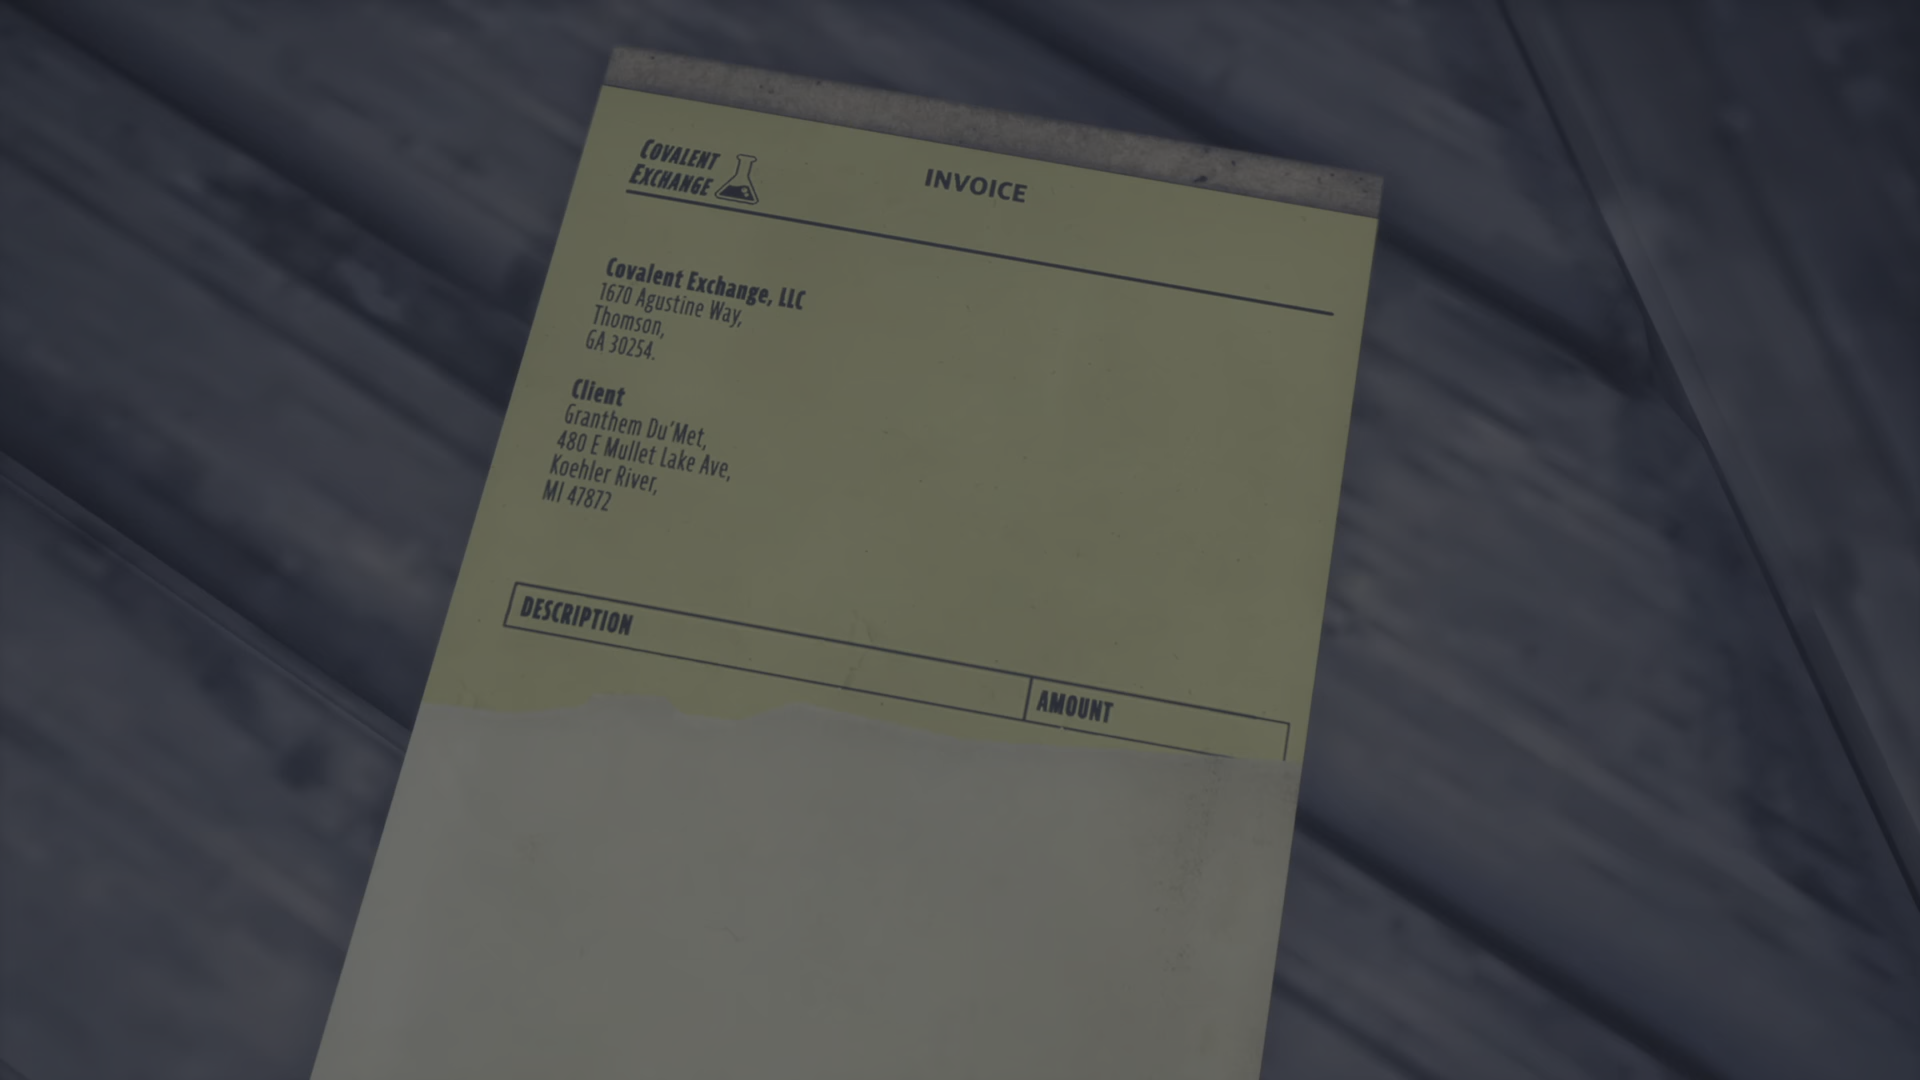 COVALENT
EXCHANGE
INVOICE
Covalent Exchange, LLC
1670 Agustine Way,
Thomson,
GA 30254.
Client
Granthem Du'Met,
480 E Mullet Lake Ave,
Koehler River,
MI 47872
DESCRIPTION
AMOUNT